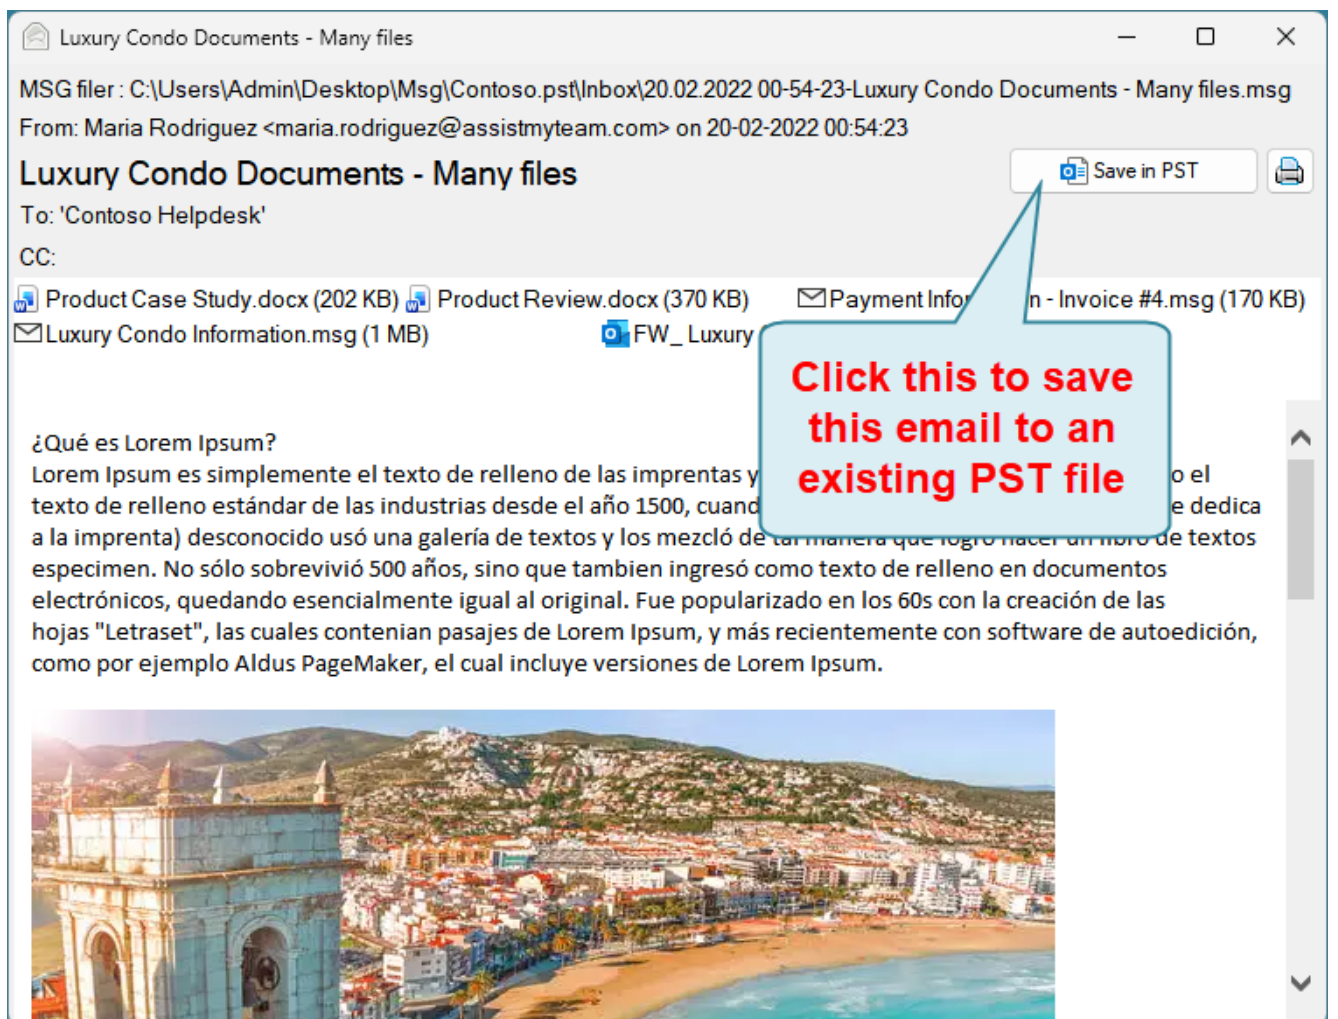 Luxury Condo Documents - Many files
MSG filer : C:\Users\Admin\Desktop\Msg\Contoso.pst\Inbox\20.02.2022 00-54-23-Luxury Condo Documents - Many files.msg
From: Maria Rodriguez <maria.rodriguez@assistmyteam.com> on 20-02-2022 00:54:23
Luxury Condo Documents - Many files
Save in PST
To: 'Contoso Helpdesk'
CC:
Product Case Study.docx (202 KB) Product Review.docx (370 KB) Payment n - Invoice #4.msg (170 KB)
Luxury Condo Information.msg (1 MB) FW_ Luxury
Click this to save
this email to an
existing PST file
¿Qué es Lorem Ipsum?
Lorem Ipsum es simplemente el texto de relleno de las imprentas y o el
texto de relleno estándar de las industrias desde el año 1500, cuand e dedica
a la imprenta) desconocido usó una galería de textos y los mezcló de tal manera que logró hacer un libro de textos
especimen. No sólo sobrevivió 500 años, sino que tambien ingresó como texto de relleno en documentos
electrónicos, quedando esencialmente igual al original. Fue popularizado en los 60s con la creación de las
hojas "Letraset", las cuales contenian pasajes de Lorem Ipsum, y más recientemente con software de autoedición,
como por ejemplo Aldus PageMaker, el cual incluye versiones de Lorem Ipsum.